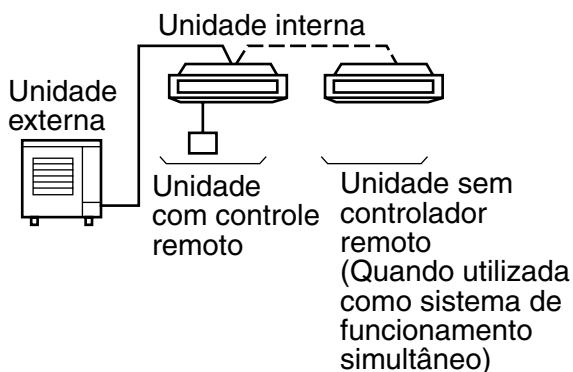 Unidade interna
Unidade
externa
Unidade
com controle
remoto
Unidade sem
controlador
remoto
(Quando utilizada
como sistema de
funcionamento
simultâneo)